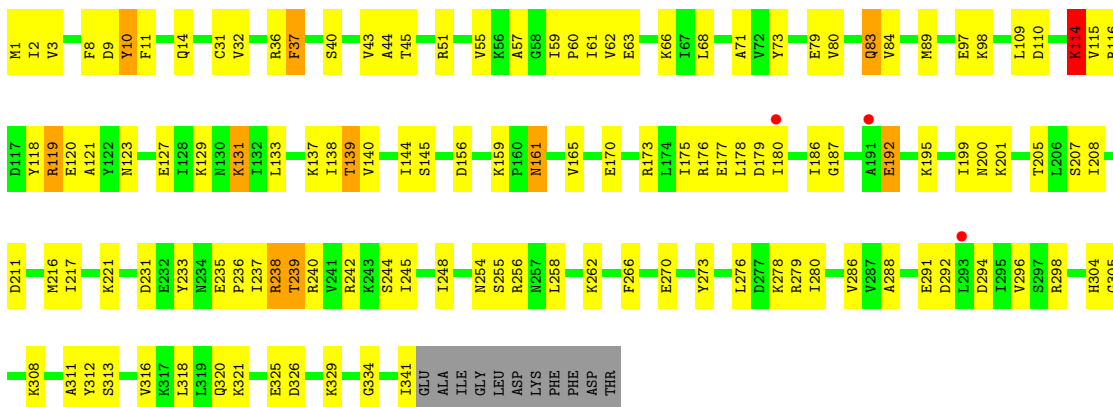 M1 I2 V3 F8 D9 Y10 F11 Q14 C31 V32 R36 F37 S40 V43 A44 T45 R51 V55 K56 A57 G58 I59 P60 I61 V62 E63 K66 I67 L68 A71 V72 Y73 E79 V80 Q83 V84 M89 E97 K98 L109 D110 K114 V115
D117 Y118 R119 E120 A121 Y122 N123 E127 I128 K129 N130 K131 I132 L133 K137 I138 T139 V140 I144 S145 D156 K159 P160 N161 V165 E170 R173 L174 I175 R176 E177 L178 D179 I180 I186 G187 A191 E192 K195 I199 N200 K201 T205 L206 S207 I208
D211 M216 I217 K221 D231 E232 Y233 N234 E235 P236 I237 R238 T239 R240 V241 R242 K243 S244 I245 I248 N254 S255 R256 N257 L258 K262 F266 E270 Y273 L276 D277 K278 R279 I280 V286 V287 A288 E291 D292 L293 D294 I295 V296 S297 R298 H304
K308 A311 Y312 S313 V316 K317 L318 L319 Q320 K321 E325 D326 K329 G334 I341 GLU ALA ILE GLY LEU ASP LYS PHE PHE ASP THR